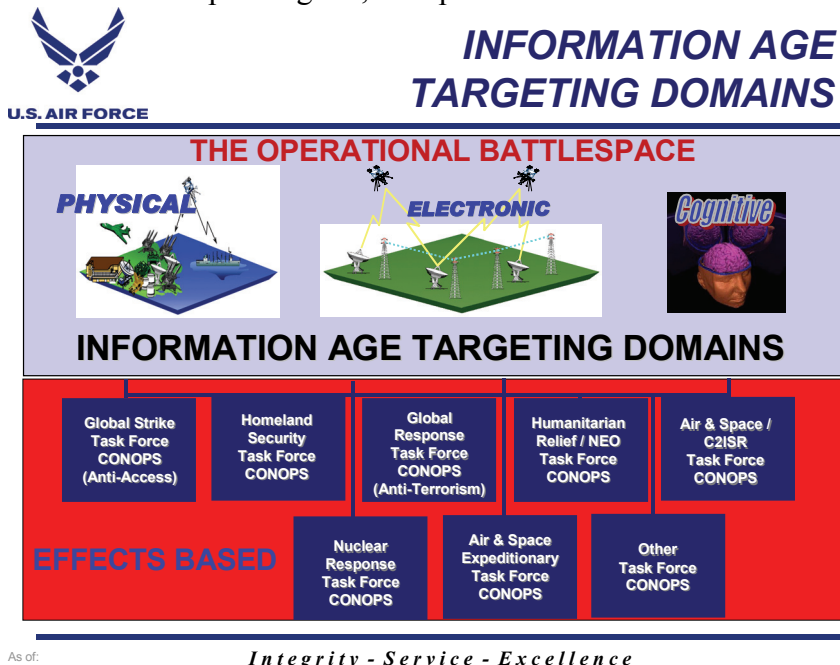 INFORMATION AGE
TARGETING DOMAINS
U.S. AIR FORCE
THE OPERATIONAL BATTLESPACE
PHYSICAL
ELECTRONIC
Cognitive
INFORMATION AGE TARGETING DOMAINS
Global Strike
Task Force
CONOPS
(Anti-Access)
Homeland
Security
Task Force
CONOPS
Global
Response
Task Force
CONOPS
(Anti-Terrorism)
Humanitarian
Relief / NEO
Task Force
CONOPS
Air & Space /
C2ISR
Task Force
CONOPS
EFFECTS BASED
Nuclear
Response
Task Force
CONOPS
Air & Space
Expeditionary
Task Force
CONOPS
Other
Task Force
CONOPS
As of:
Integrity - Service - Excellence